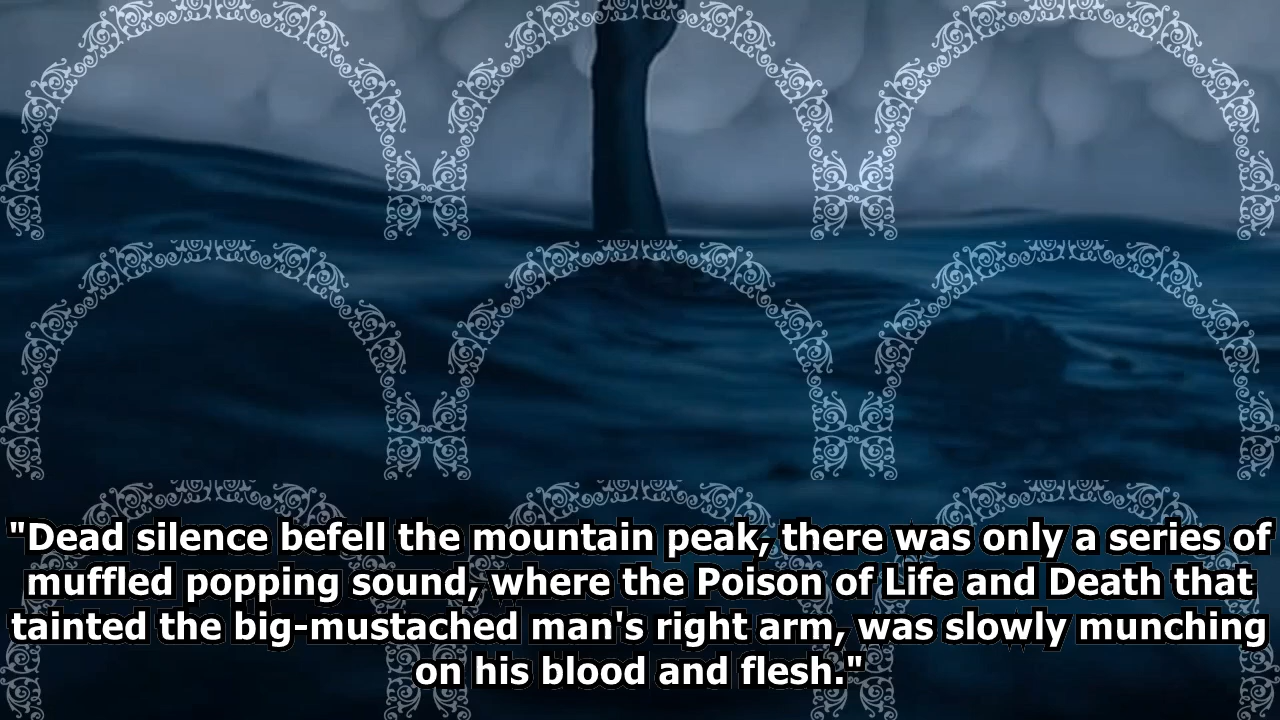 "Dead silence befell the mountain peak, there was only a series of
muffled popping sound, where the Poison of Life and Death that
tainted the big-mustached man's right arm, was slowly munching
on his blood and flesh."